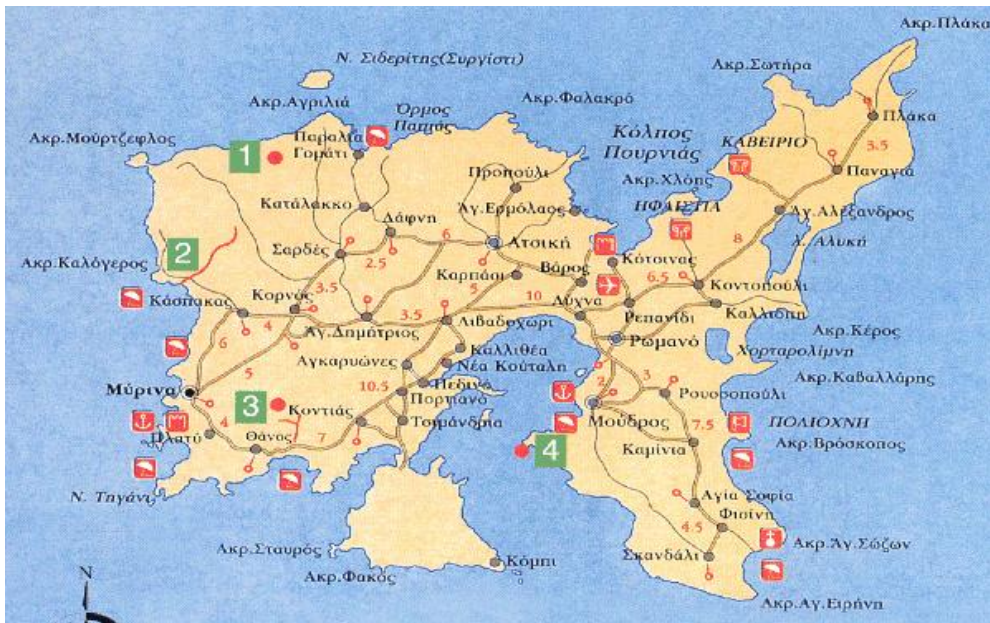 Ακρ.Πλάκα
Ν. Σιδερίτης(Συργίστι)
Ακρ.Σωτήρα
Ακρ.Αγριλιά
Όρμος
Παπιάς
Ακρ.Φαλακρό
Ακρ.Μούρτζεφλος
1
Παραλία
Γομάτι
Κόλπος
Πουρνιάς
ΚΑΒΕΙΡΙΟ
Πλάκα
3.5
Προπούλι
Ακρ.Χλόης
Παναγιά
Κατάλακκο
Δάφνη
Άγ.Ερμόλαος
ΗΦΑΙΣΤΙΑ
Άγ.Αλέξανδρος
2
Σαρδές
6
Ατσική
8
λ. Αλυκή
Ακρ.Καλόγερος
2.5
Καρπάσι
Βάρος
Κότσινας
6.5
Κοντοπούλι
Κάσπακας
Κορνός
3.5
5
10
Λύχνα
Ρεπανίδι
Καλλιόπη
4
Αγ.Δημήτριος
3.5
Λιβαδοχώρι
Ρωμανό
Ακρ.Κέρος
6
Καλλιθέα
Χορταρολίμνη
5
Αγκαρυώνες
Νέα Κούταλη
Ακρ.Καβαλλάρης
Μύρινα
10.5
Πεδινό
2
3
Ρουσσοπούλι
3
Κοντιάς
Πορτιανό
Μούδρος
ΠΟΛΙΟΧΝΗ
4
Πλατύ
Θάνος
7
Τσιμάνδρια
4
7.5
Καμίνια
Ακρ.Βρόσκοπος
Ν. Τηγάνι
Αγία Σοφία
Φισίνη
4.5
Ακρ.Σταυρός
Κόμπι
Σκανδάλι
Ακρ.Άγ.Σώζων
Ακρ.Φακός
Ν
Ακρ.Αγ.Ειρήνη